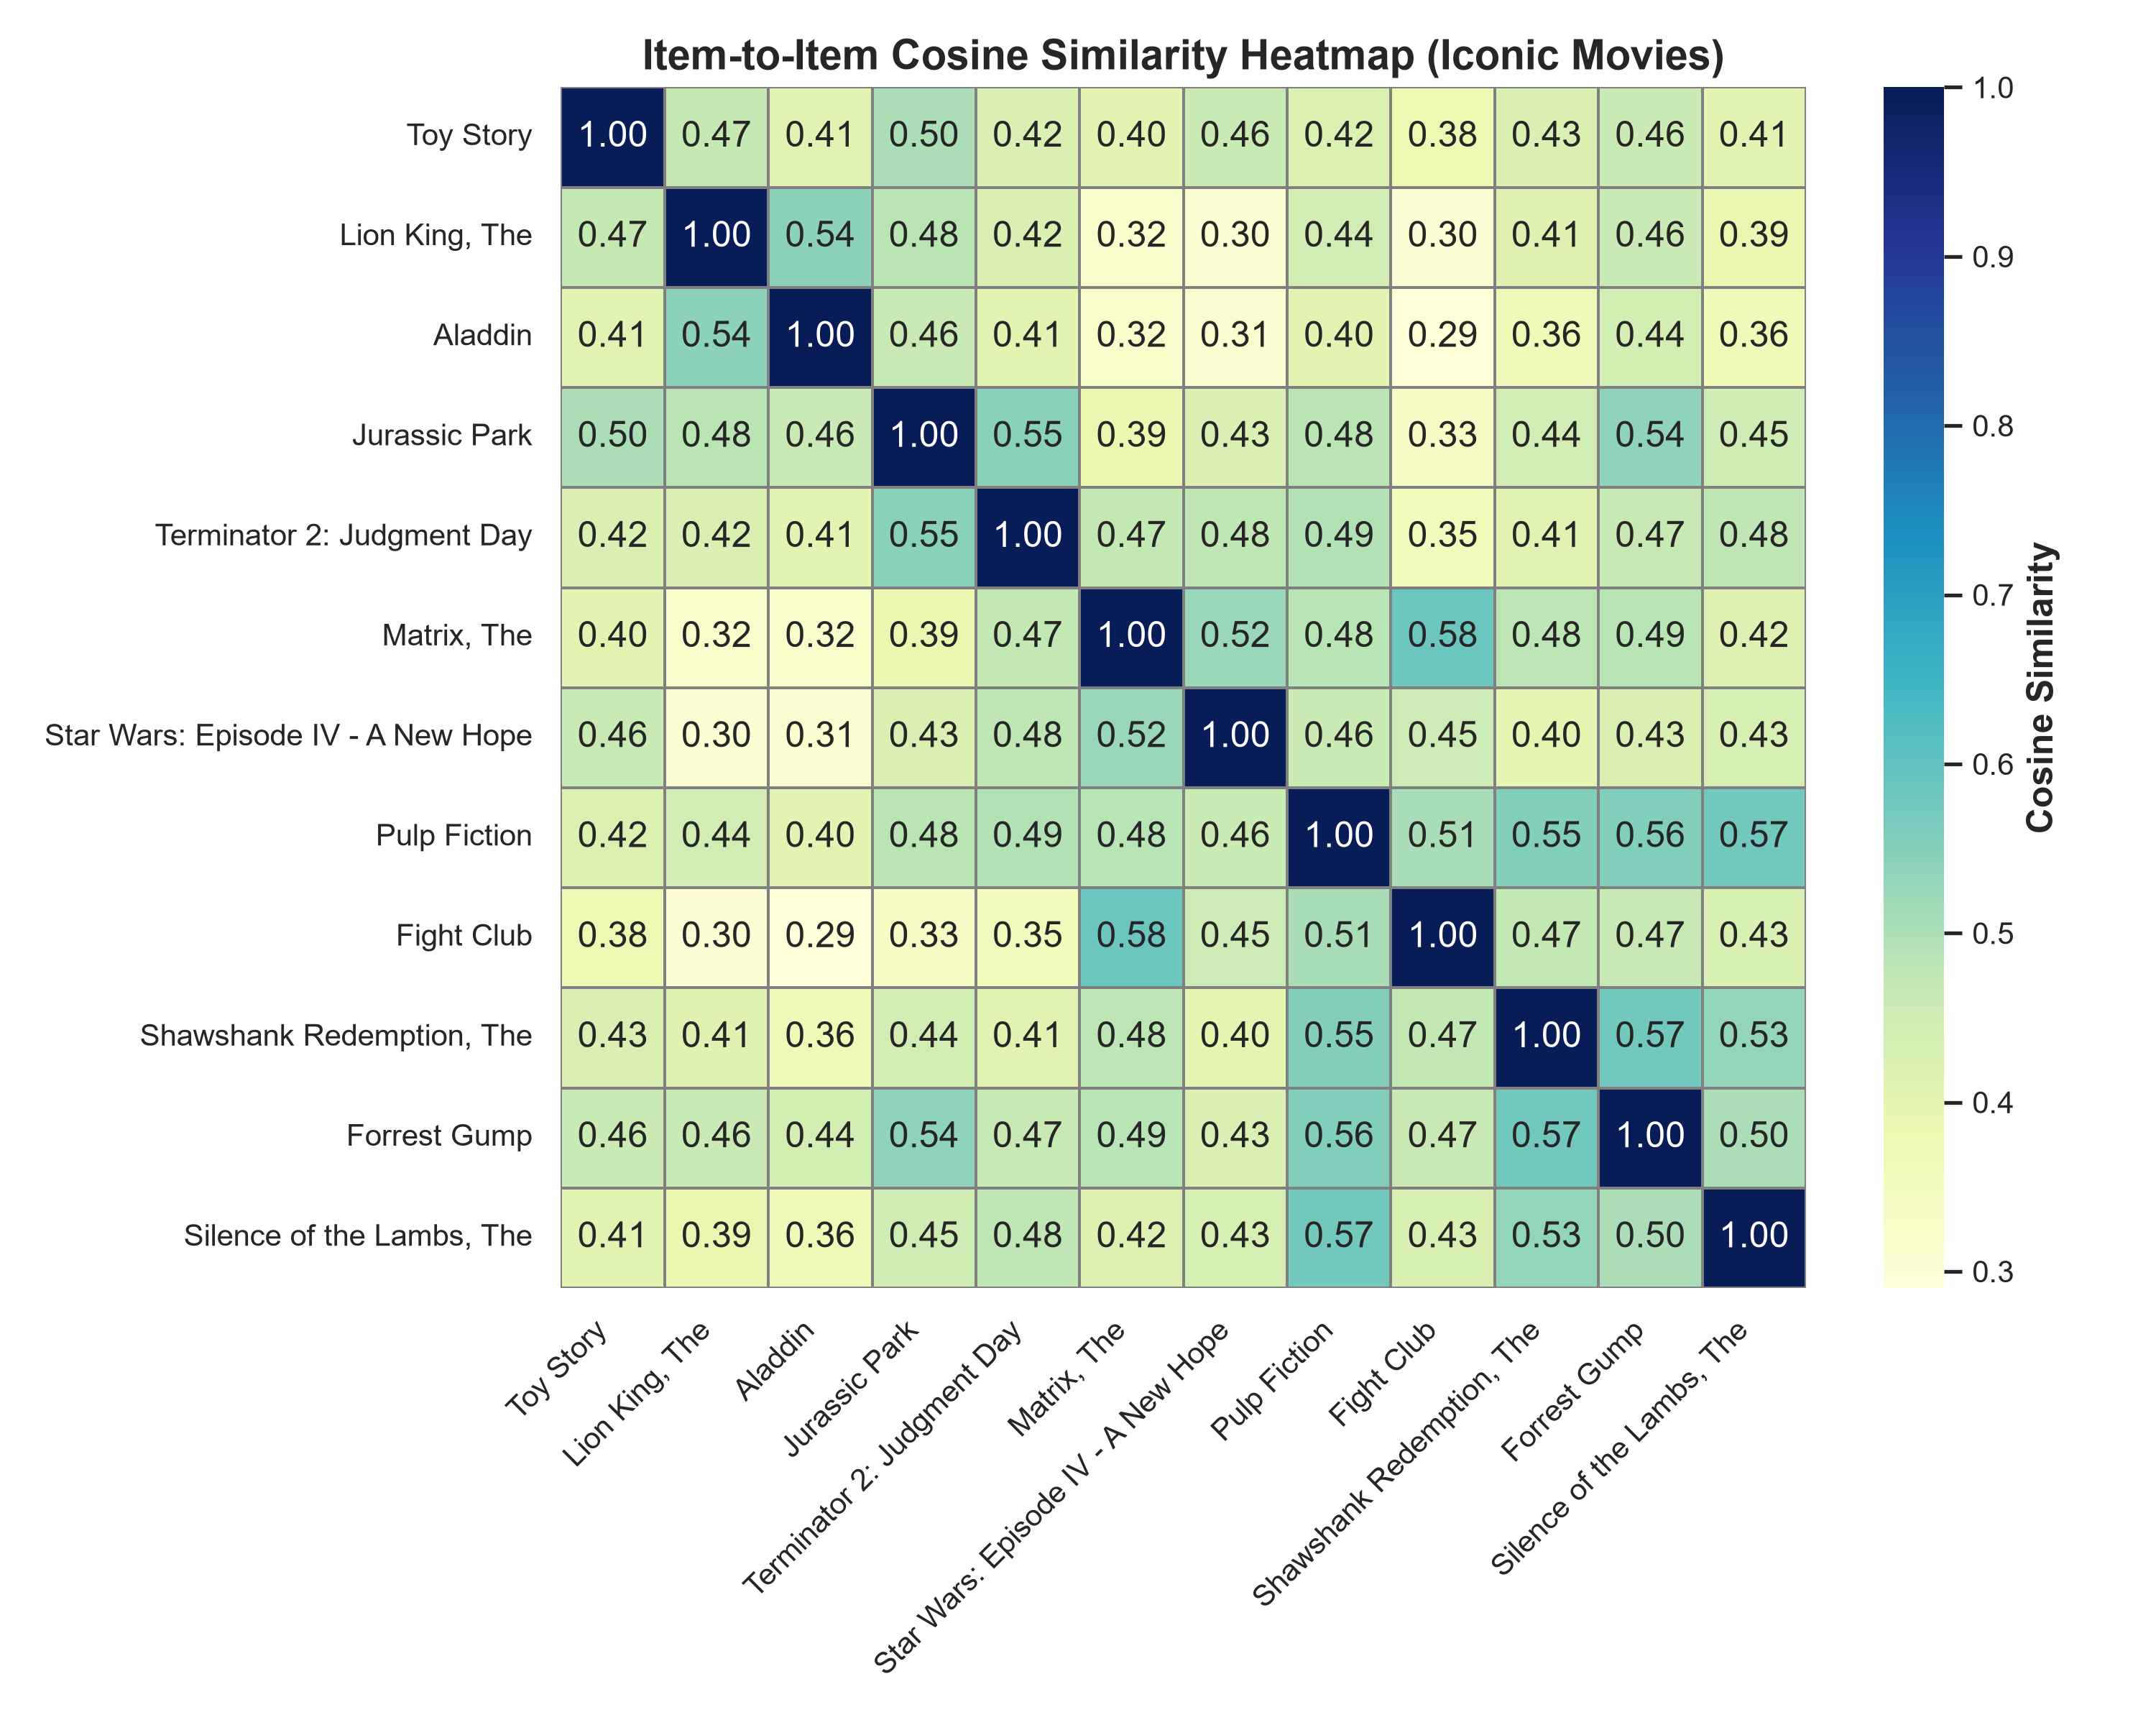 Item-to-Item Cosine Similarity Heatmap (Iconic Movies)
Toy Story 1.00 0.47 0.41 0.50 0.42 0.40 0.46 0.42 0.38 0.43 0.46 0.41
Lion King, The 0.47 1.00 0.54 0.48 0.42 0.32 0.30 0.44 0.30 0.41 0.46 0.39
Aladdin 0.41 0.54 1.00 0.46 0.41 0.32 0.31 0.40 0.29 0.36 0.44 0.36
Jurassic Park 0.50 0.48 0.46 1.00 0.55 0.39 0.43 0.48 0.33 0.44 0.54 0.45
Terminator 2: Judgment Day 0.42 0.42 0.41 0.55 1.00 0.47 0.48 0.49 0.35 0.41 0.47 0.48
Matrix, The 0.40 0.32 0.32 0.39 0.47 1.00 0.52 0.48 0.58 0.48 0.49 0.42
Star Wars: Episode IV - A New Hope 0.46 0.30 0.31 0.43 0.48 0.52 1.00 0.46 0.45 0.40 0.43 0.43
Pulp Fiction 0.42 0.44 0.40 0.48 0.49 0.48 0.46 1.00 0.51 0.55 0.56 0.57
Fight Club 0.38 0.30 0.29 0.33 0.35 0.58 0.45 0.51 1.00 0.47 0.47 0.43
Shawshank Redemption, The 0.43 0.41 0.36 0.44 0.41 0.48 0.40 0.55 0.47 1.00 0.57 0.53
Forrest Gump 0.46 0.46 0.44 0.54 0.47 0.49 0.43 0.56 0.47 0.57 1.00 0.50
Silence of the Lambs, The 0.41 0.39 0.36 0.45 0.48 0.42 0.43 0.57 0.43 0.53 0.50 1.00
Toy Story
Lion King, The
Aladdin
Jurassic Park
Terminator 2: Judgment Day
Matrix, The
Star Wars: Episode IV - A New Hope
Pulp Fiction
Fight Club
Shawshank Redemption, The
Forrest Gump
Silence of the Lambs, The
1.0
0.9
0.8
0.7
0.6
0.5
0.4
0.3
Cosine Similarity